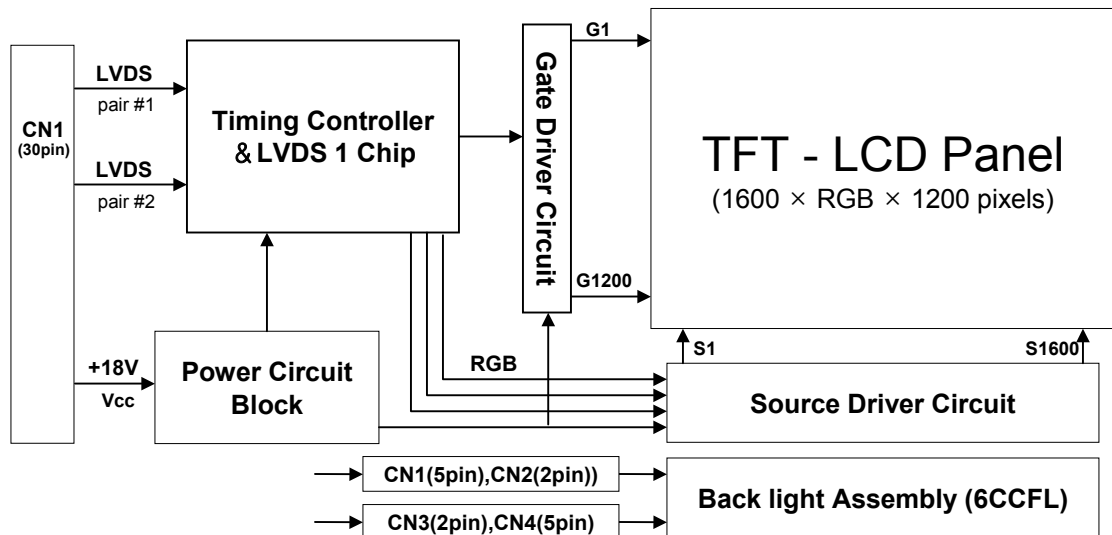 CN1
(30pin)
LVDS
pair #1
LVDS
pair #2
+18V
Vcc
Timing Controller
& LVDS 1 Chip
Power Circuit
Block
RGB
Gate Driver Circuit
G1
G1200
TFT - LCD Panel
(1600 × RGB × 1200 pixels)
S1
S1600
Source Driver Circuit
CN1(5pin),CN2(2pin))
CN3(2pin),CN4(5pin)
Back light Assembly (6CCFL)